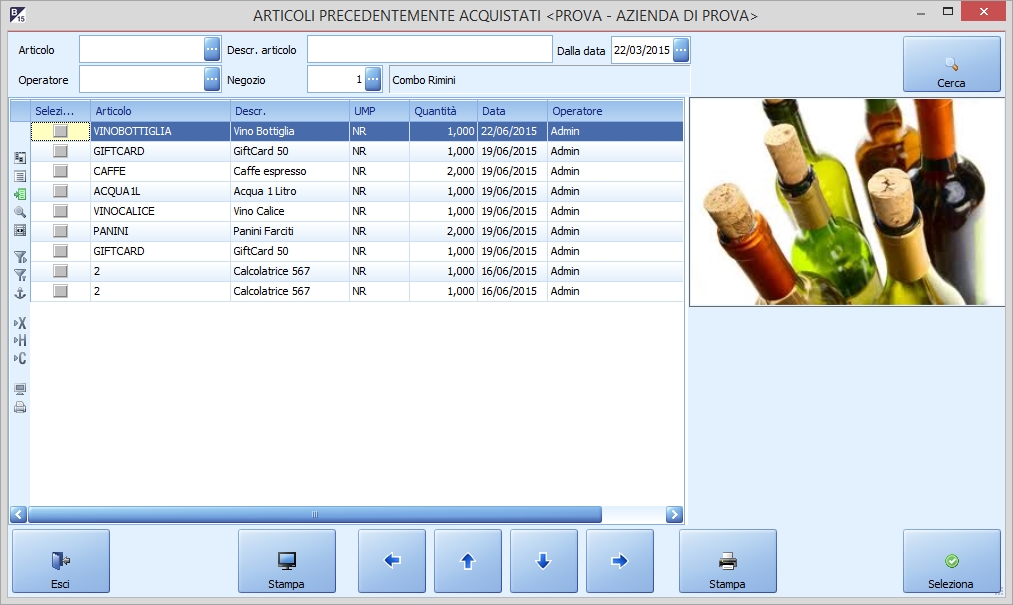 B 15 ARTICOLI PRECEDENTEMENTE ACQUISTATI <PROVA - AZIENDA DI PROVA>
Articolo ... Descr. articolo Dalla data 22/03/2015 ...
Operatore ... Negozio 1 ... Combo Rimini
Cerca
Selezi... Articolo Descr. UMP Quantità Data Operatore
VINOBOTTIGLIA Vino Bottiglia NR 1,000 22/06/2015 Admin
GIFTCARD GiftCard 50 NR 1,000 19/06/2015 Admin
CAFFE Caffe espresso NR 2,000 19/06/2015 Admin
ACQUA1L Acqua 1 Litro NR 1,000 19/06/2015 Admin
VINOCALICE Vino Calice NR 1,000 19/06/2015 Admin
PANINI Panini Farciti NR 2,000 19/06/2015 Admin
GIFTCARD GiftCard 50 NR 1,000 19/06/2015 Admin
2 Calcolatrice 567 NR 1,000 16/06/2015 Admin
2 Calcolatrice 567 NR 1,000 16/06/2015 Admin
X
H
C
Esci Stampa Stampa Seleziona